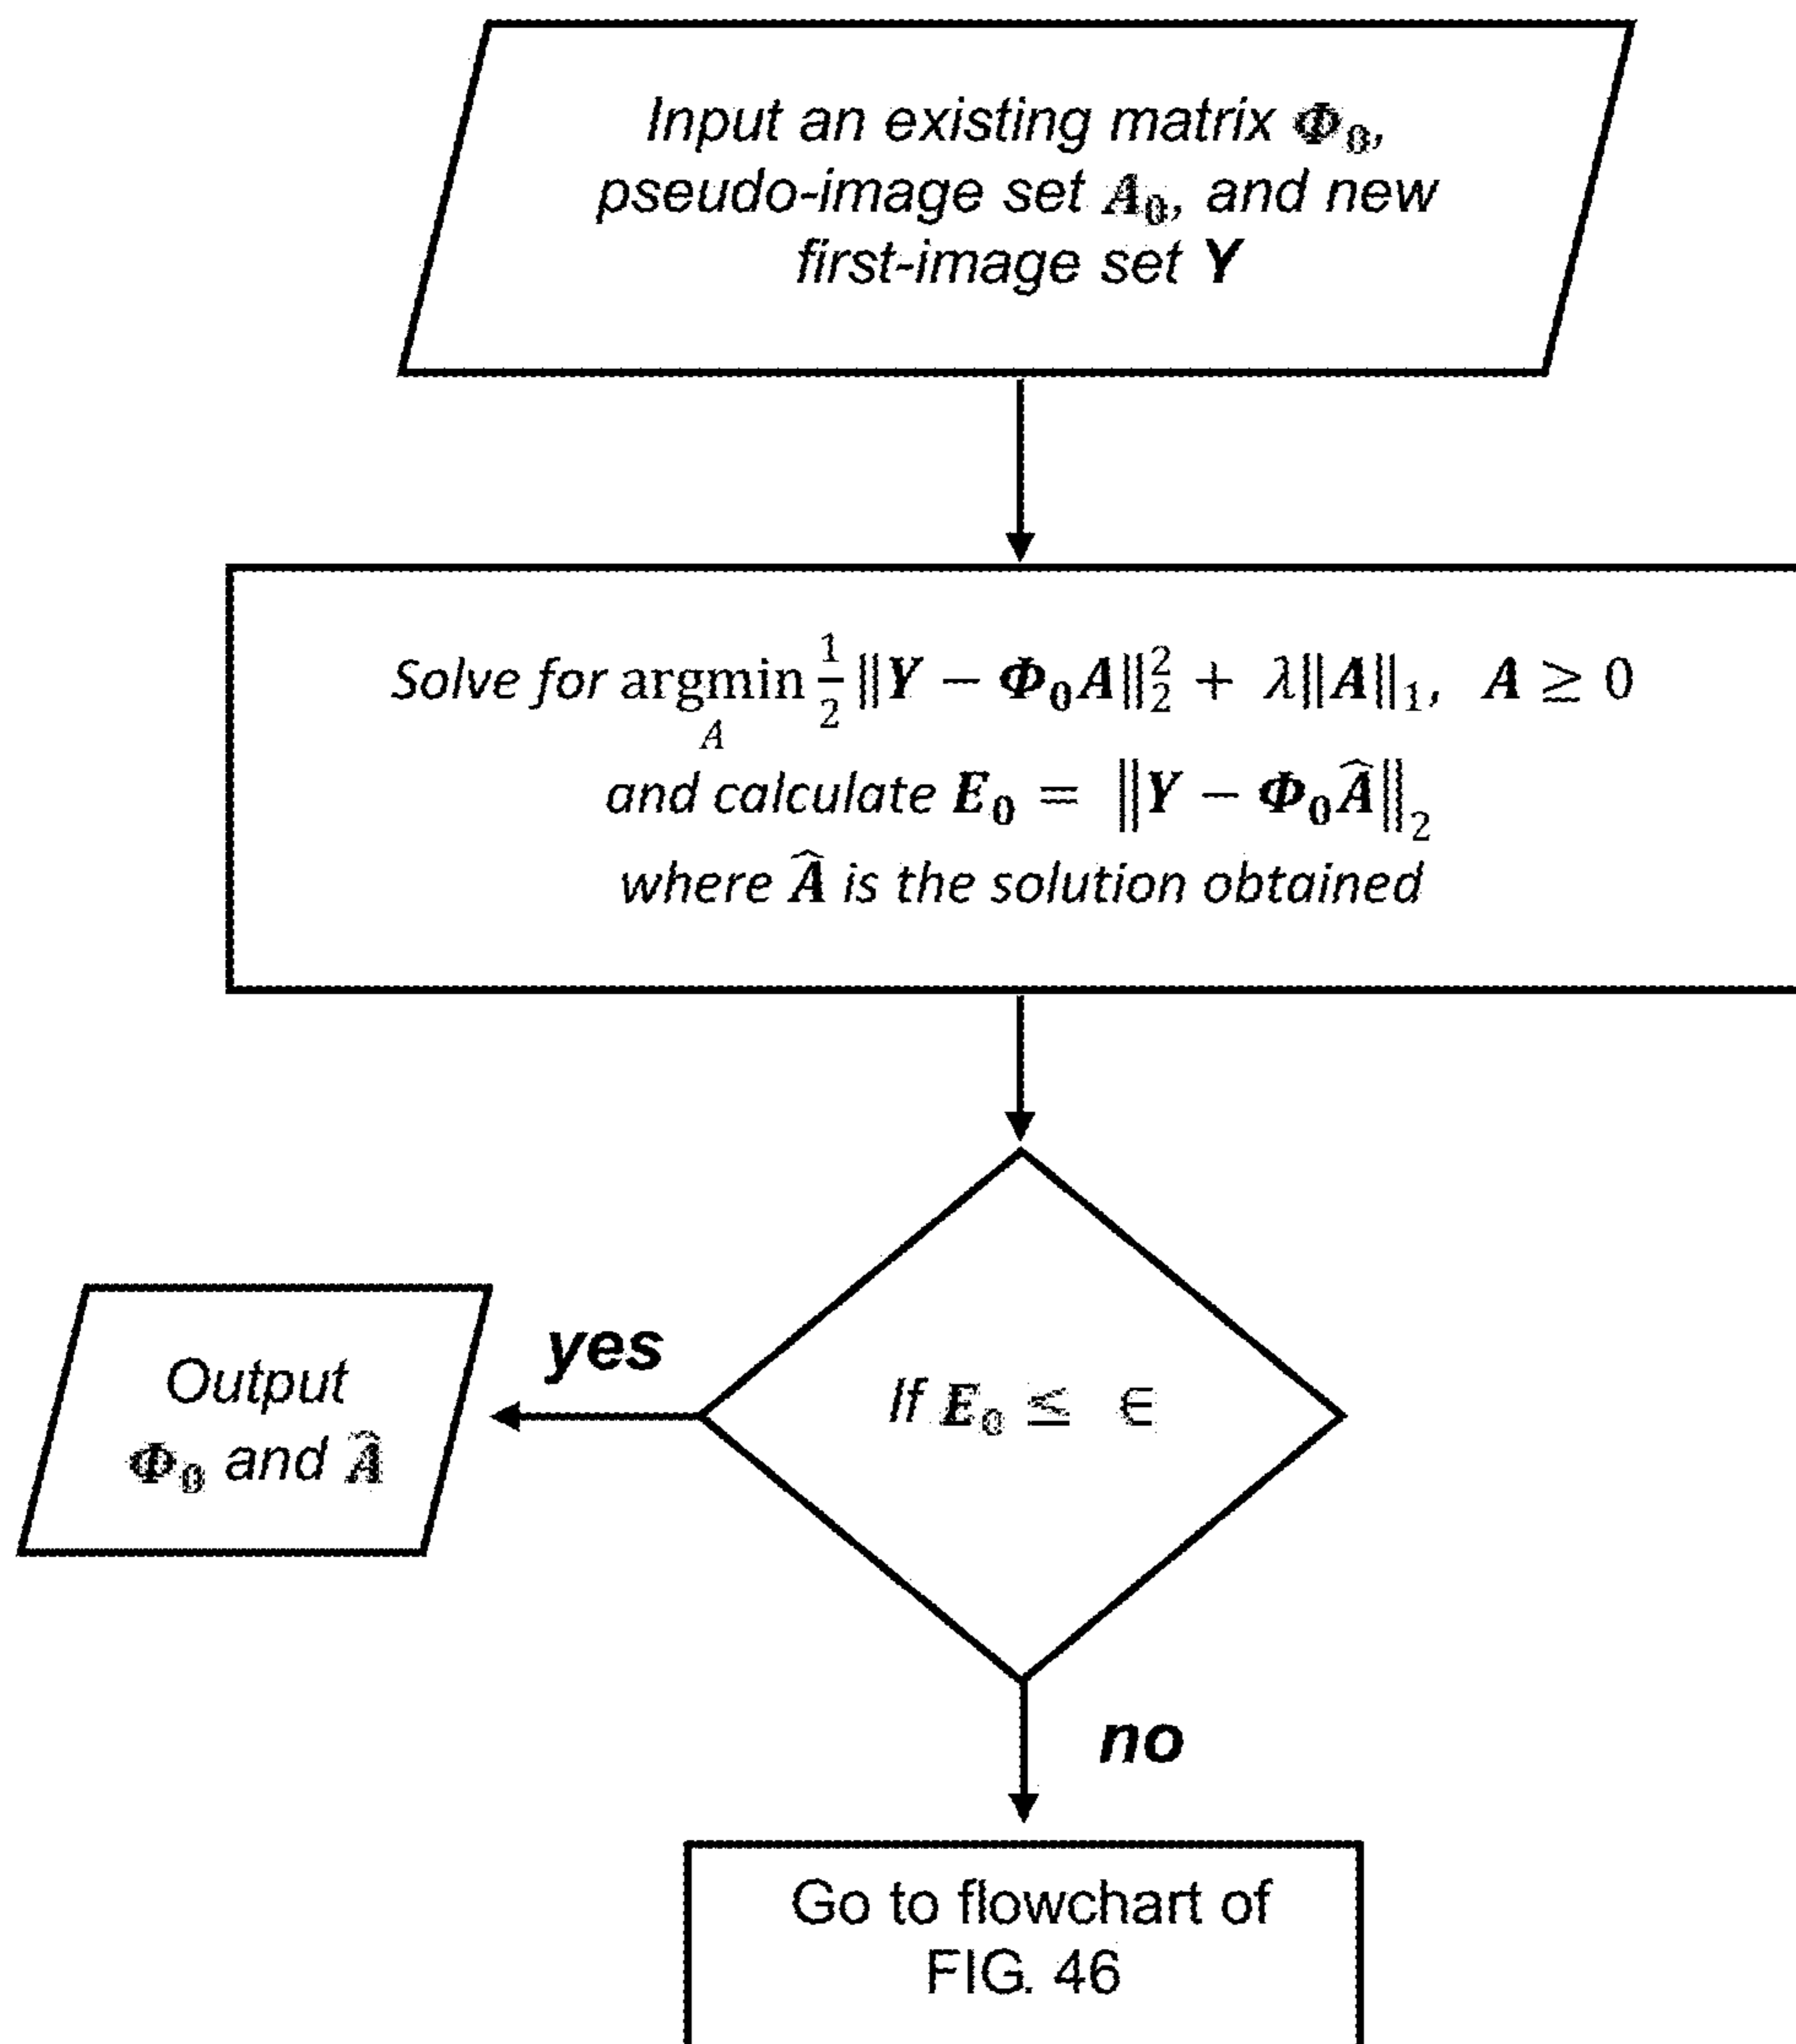 Input an existing matrix Φ₀,
pseudo-image set A₀, and new
first-image set Y
Solve for argmin_A ½‖Y − Φ₀A‖₂² + λ‖A‖₁, A ≧ 0
and calculate E₀ = ‖Y − Φ₀Â‖₂
where Â is the solution obtained
If E₀ ≤ ∈
yes
Output
Φ₀ and Â
no
Go to flowchart of
FIG. 46